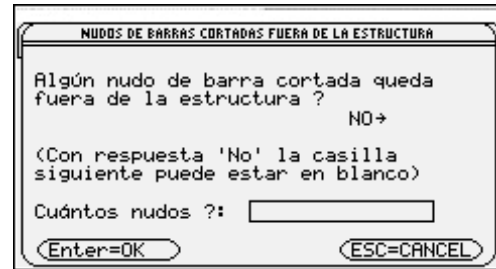 NUDOS DE BARRAS CORTADAS FUERA DE LA ESTRUCTURA
Algún nudo de barra cortada queda
fuera de la estructura ?
NO→
(Con respuesta 'No' la casilla
siguiente puede estar en blanco)
Cuántos nudos ?:
Enter=OK
ESC=CANCEL